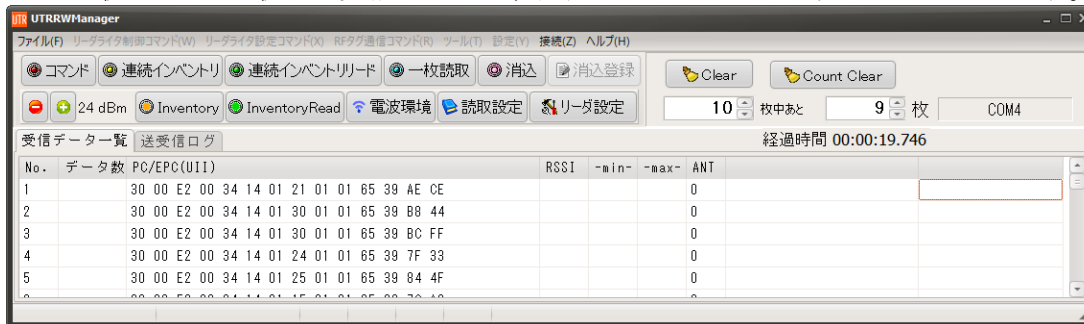 UTR UTRRWManager
ファイル(F) リーダライタ制御コマンド(W) リーダライタ設定コマンド(X) RFタグ通信コマンド(R) ツール(T) 設定(Y) 接続(Z) ヘルプ(H)
コマンド 連続インベントリ 連続インベントリリード 一枚読取 消込 消込登録 Clear Count Clear
24 dBm Inventory InventoryRead 電波環境 読取設定 リーダ設定 10 枚中あと 9 枚 COM4
受信データ一覧 送受信ログ 経過時間 00:00:19.746
No. データ数 PC/EPC(UII) RSSI -min- -max- ANT
1 30 00 E2 00 34 14 01 21 01 01 65 39 AE CE 0
2 30 00 E2 00 34 14 01 30 01 01 65 39 B8 44 0
3 30 00 E2 00 34 14 01 30 01 01 65 39 BC FF 0
4 30 00 E2 00 34 14 01 24 01 01 65 39 7F 33 0
5 30 00 E2 00 34 14 01 25 01 01 65 39 84 4F 0